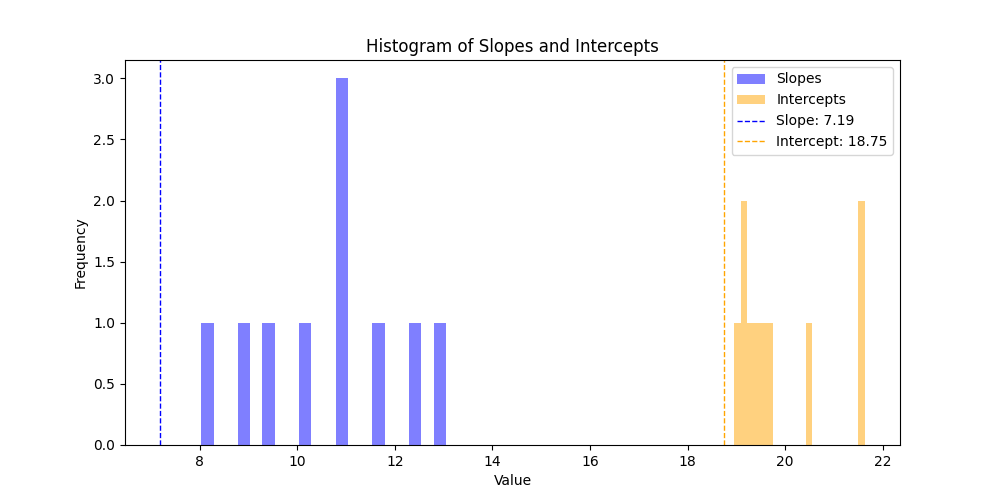 Histogram of Slopes and Intercepts
Slopes
Intercepts
Slope: 7.19
Intercept: 18.75
Frequency
3.0
2.5
2.0
1.5
1.0
0.5
0.0
8 10 12 14 16 18 20 22
Value